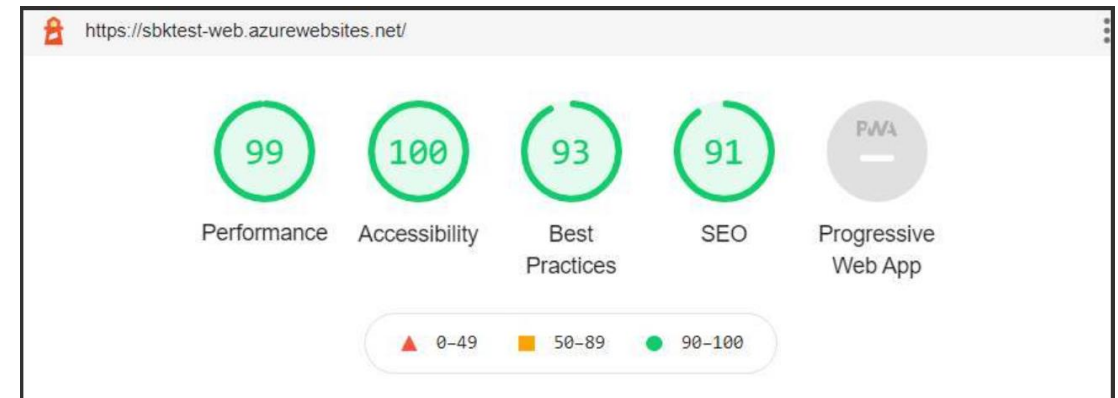 https://sbktest-web.azurewebsites.net/
99
100
93
91
PWA
Performance
Accessibility
Best
Practices
SEO
Progressive
Web App
0–49
50–89
90–100